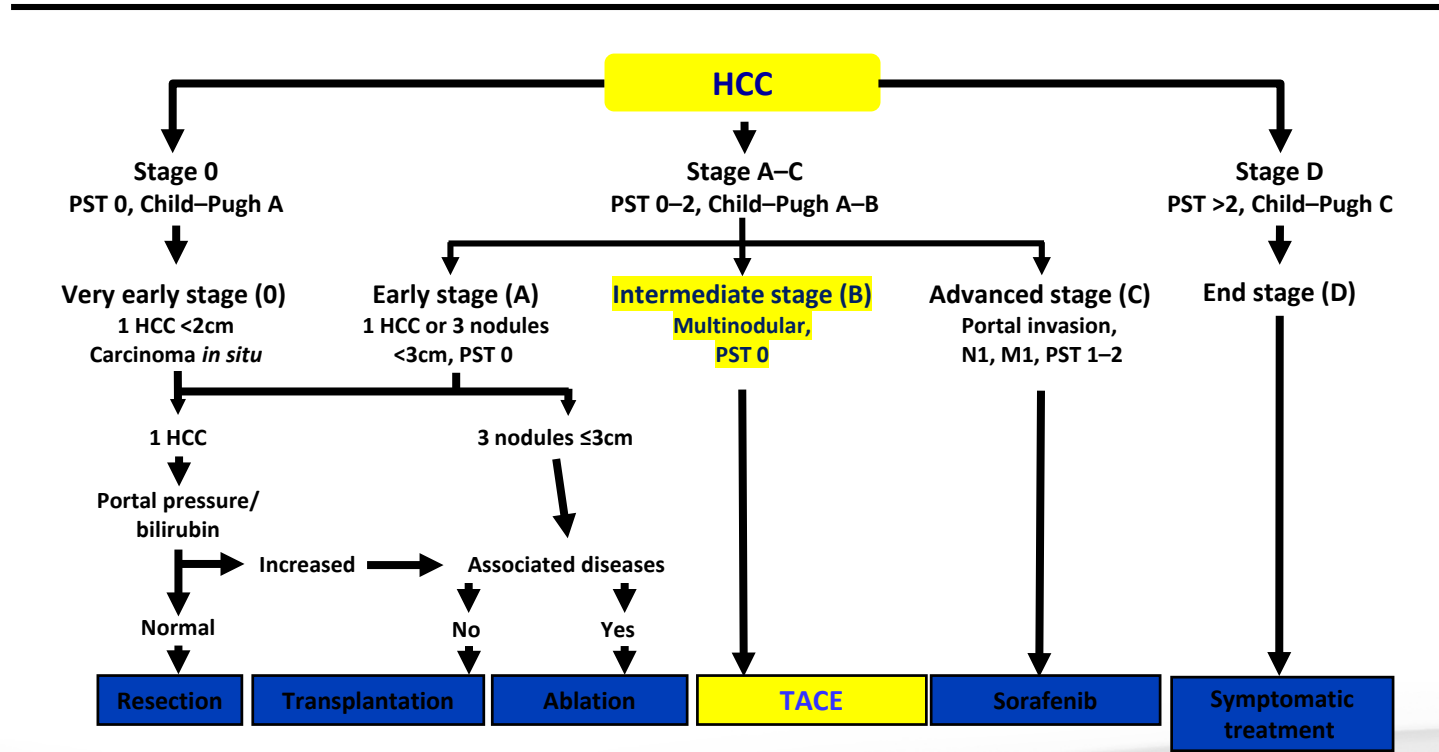 HCC
Stage 0
PST 0, Child–Pugh A
Stage A–C
PST 0–2, Child–Pugh A–B
Stage D
PST >2, Child–Pugh C
Very early stage (0)
1 HCC <2cm
Carcinoma in situ
Early stage (A)
1 HCC or 3 nodules
<3cm, PST 0
Intermediate stage (B)
Multinodular,
PST 0
Advanced stage (C)
Portal invasion,
N1, M1, PST 1–2
End stage (D)
1 HCC
3 nodules ≤3cm
Portal pressure/
bilirubin
Increased
Associated diseases
Normal
No
Yes
Resection
Transplantation
Ablation
TACE
Sorafenib
Symptomatic
treatment